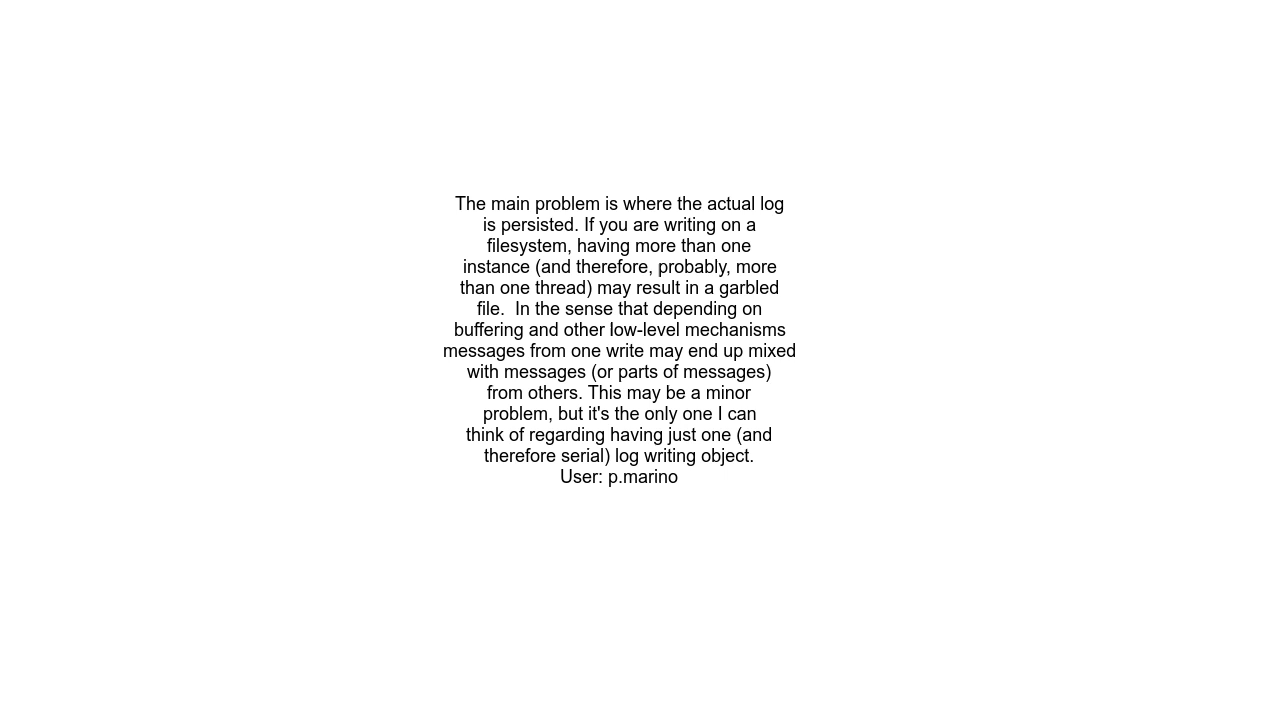 The main problem is where the actual log
is persisted. If you are writing on a
filesystem, having more than one
instance (and therefore, probably, more
than one thread) may result in a garbled
file.  In the sense that depending on
buffering and other low-level mechanisms
messages from one write may end up mixed
with messages (or parts of messages)
from others. This may be a minor
problem, but it's the only one I can
think of regarding having just one (and
therefore serial) log writing object.
User: p.marino